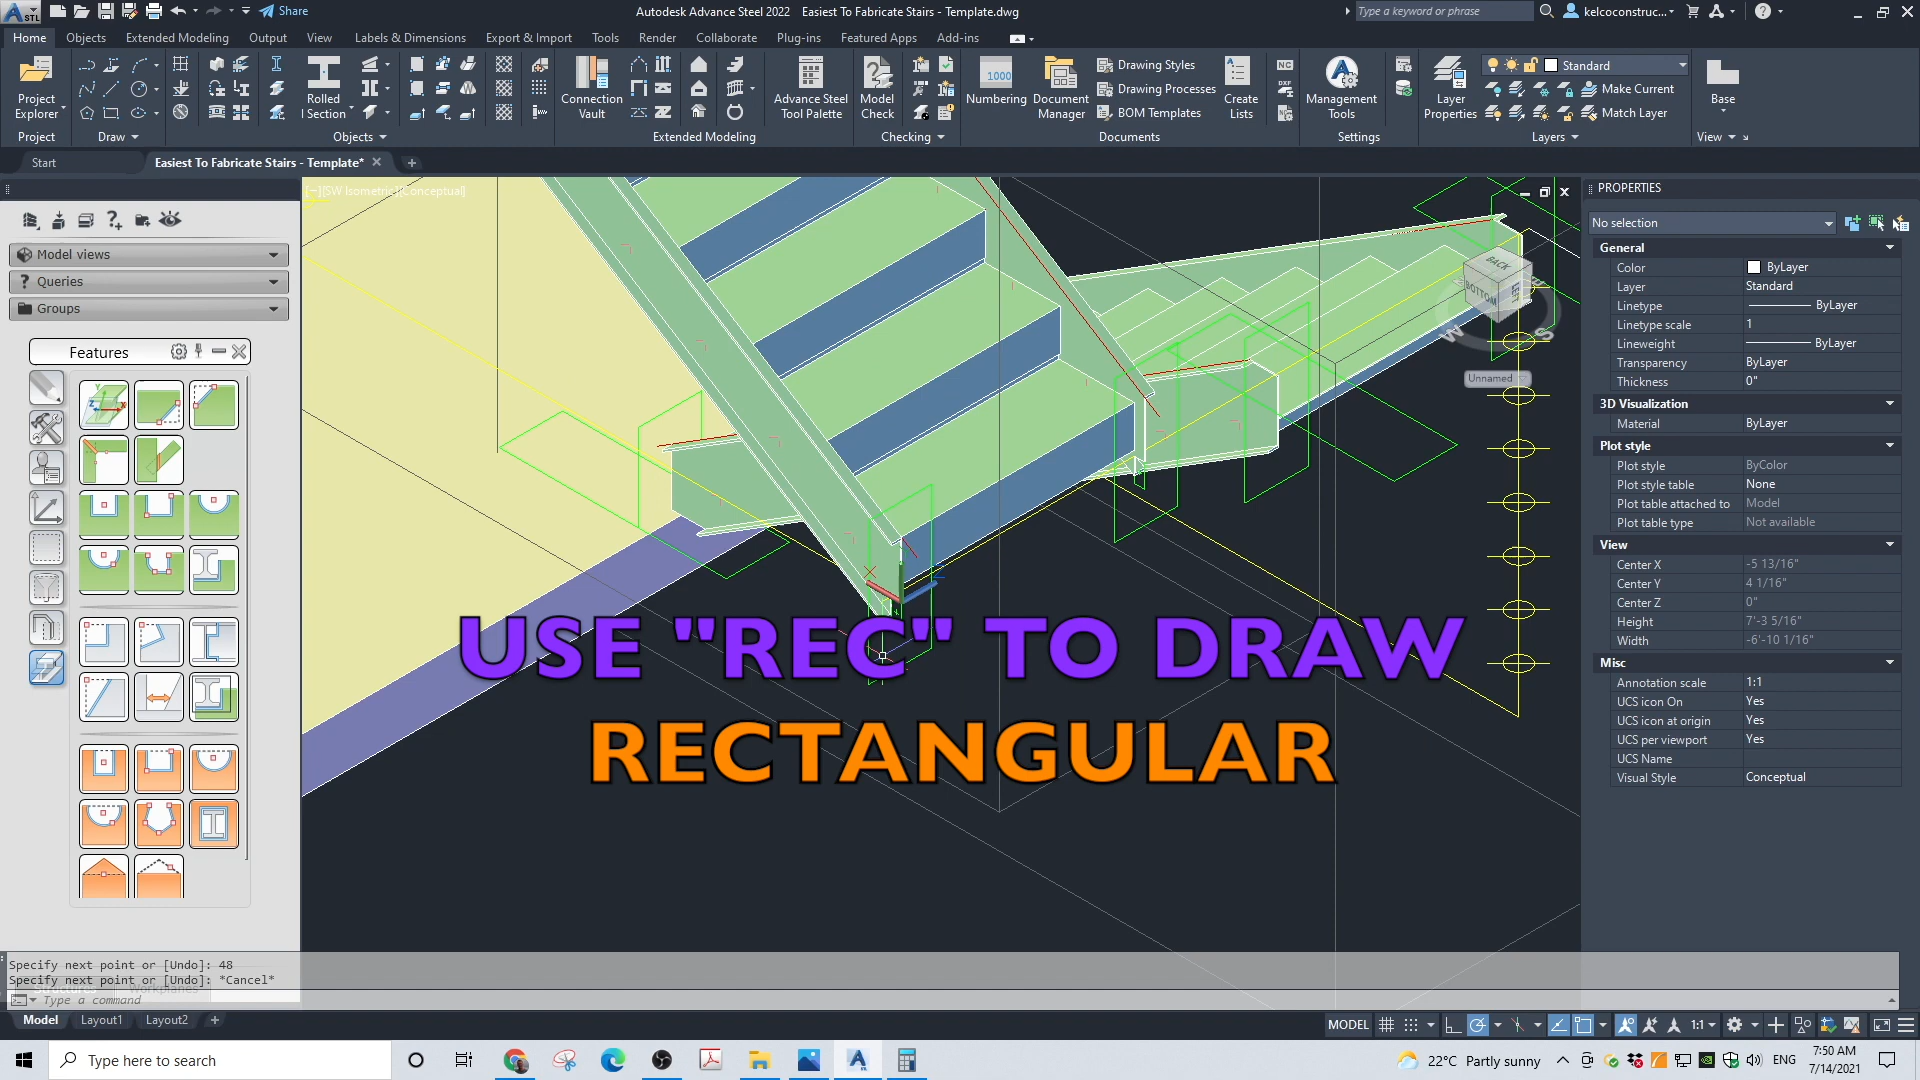 Share
Autodesk Advance Steel 2022 Easiest To Fabricate Stairs - Template.dwg
Type a keyword or phrase
kelcoconstruc...
Home Objects Extended Modeling Output View Labels & Dimensions Export & Import Tools Render Collaborate Plug-ins Featured Apps Add-ins
Project Explorer
Rolled I Section
Connection Vault
Advance Steel Tool Palette
Model Check
1000
Numbering
Document Manager
Drawing Styles
Drawing Processes
BOM Templates
Create Lists
Management Tools
Layer Properties
Standard
Make Current
Match Layer
Base
Project Draw Objects Extended Modeling Checking Documents Settings Layers View
Start
Easiest To Fabricate Stairs - Template*
[−][SW Isometric][Conceptual]
Model views
Queries
Groups
Features
BACK
BOTTOM
W
S
Unnamed
PROPERTIES
No selection
General
Color ByLayer
Layer Standard
Linetype ByLayer
Linetype scale 1
Lineweight ByLayer
Transparency ByLayer
Thickness 0"
3D Visualization
Material ByLayer
Plot style
Plot style ByColor
Plot style table None
Plot table attached to Model
Plot table type Not available
View
Center X -5 13/16"
Center Y 4 1/16"
Center Z 0"
Height 7'-3 5/16"
Width -6'-10 1/16"
Misc
Annotation scale 1:1
UCS icon On Yes
UCS icon at origin Yes
UCS per viewport Yes
UCS Name
Visual Style Conceptual
USE "REC" TO DRAW
RECTANGULAR
Specify next point or [Undo]: 48
Specify next point or [Undo]: *Cancel*
Structures Workplanes
Type a command
Model Layout1 Layout2
MODEL
1:1
Type here to search
22°C Partly sunny
ENG
7:50 AM
7/14/2021